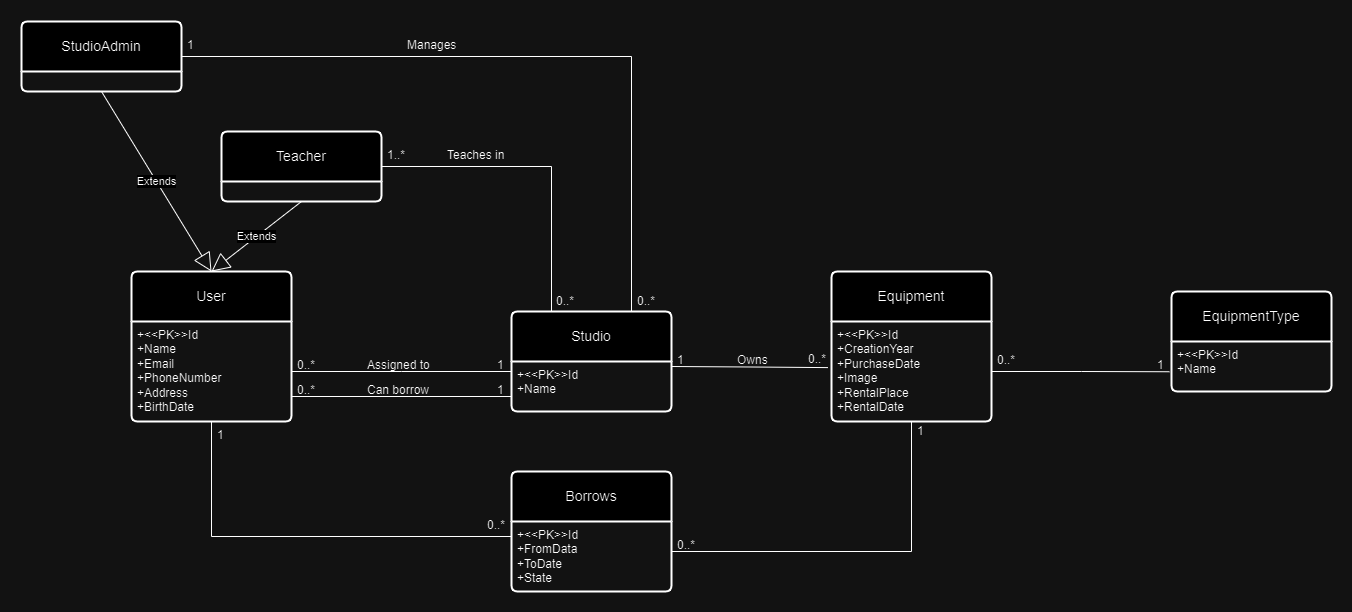 StudioAdmin
1
Manages
Teacher
1..*
Teaches in
Extends
Extends
User
+<<PK>>Id
+Name
+Email
+PhoneNumber
+Address
+BirthDate
0..*
Assigned to
1
0..*
Can borrow
1
0..*
0..*
Studio
+<<PK>>Id
+Name
1
Owns
0..*
Equipment
+<<PK>>Id
+CreationYear
+PurchaseDate
+Image
+RentalPlace
+RentalDate
0..*
1
EquipmentType
+<<PK>>Id
+Name
1
1
Borrows
+<<PK>>Id
+FromData
+ToDate
+State
0..*
0..*